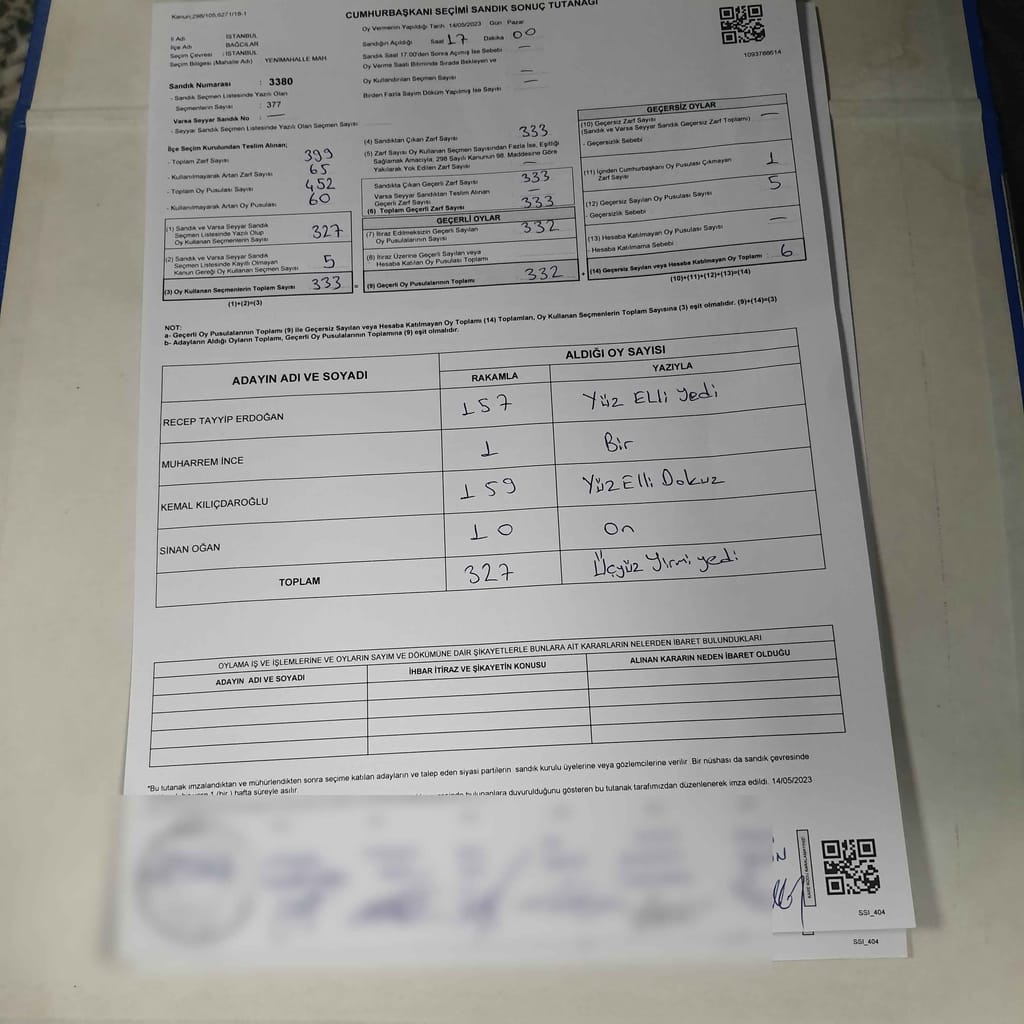 Kanun;298/105,6271/18-1
CUMHURBAŞKANI SEÇİMİ SANDIK SONUÇ TUTANAĞI
İl Adı : İSTANBUL
İlçe Adı : BAĞCILAR
Seçim Çevresi : İSTANBUL
Seçim Bölgesi (Mahalle Adı) YENİMAHALLE MAH.
Oy Vermenin Yapıldığı Tarih 14/05/2023 Gün Pazar
Sandığın Açıldığı Saat 17 Dakika 00
Sandık Saat 17.00'den Sonra Açılmış İse Sebebi —
Oy Verme Saati Bitiminde Sırada Bekleyen ve
Oy Kullandırılan Seçmen Sayısı —
Birden Fazla Sayım Döküm Yapılmış İse Sayısı —
1093786614
Sandık Numarası : 3380
- Sandık Seçmen Listesinde Yazılı Olan
Seçmenlerin Sayısı : 377
Varsa Seyyar Sandık No : —
- Seyyar Sandık Seçmen Listesinde Yazılı Olan Seçmen Sayısı :
İlçe Seçim Kurulundan Teslim Alınan;
- Toplam Zarf Sayısı 399
- Kullanılmayarak Artan Zarf Sayısı 65
- Toplam Oy Pusulası Sayısı 452
- Kullanılmayarak Artan Oy Pusulası 60
(1) Sandık ve Varsa Seyyar Sandık
Seçmen Listesinde Yazılı Olup
Oy Kullanan Seçmenlerin Sayısı 327
(2) Sandık ve Varsa Seyyar Sandık
Seçmen Listesinde Kayıtlı Olmayan
Kanun Gereği Oy Kullanan Seçmen Sayısı 5
(3) Oy Kullanan Seçmenlerin Toplam Sayısı 333 =
(1)+(2)=(3)
(4) Sandıktan Çıkan Zarf Sayısı 333
(5) Zarf Sayısı Oy Kullanan Seçmen Sayısından Fazla İse, Eşitliği
Sağlamak Amacıyla, 298 Sayılı Kanunun 98. Maddesine Göre
Yakılarak Yok Edilen Zarf Sayısı —
Sandıkta Çıkan Geçerli Zarf Sayısı 333
Varsa Seyyar Sandıktan Teslim Alınan
Geçerli Zarf Sayısı —
(6) Toplam Geçerli Zarf Sayısı 333
GEÇERLİ OYLAR
(7) İtiraz Edilmeksizin Geçerli Sayılan
Oy Pusulalarının Sayısı 332
(8) İtiraz Üzerine Geçerli Sayılan veya
Hesaba Katılan Oy Pusulası Toplamı
(9) Geçerli Oy Pusulalarının Toplamı 332 +
GEÇERSİZ OYLAR
(10) Geçersiz Zarf Sayısı —
(Sandık ve Varsa Seyyar Sandık Geçersiz Zarf Toplamı)
- Geçersizlik Sebebi
(11) İçinden Cumhurbaşkanı Oy Pusulası Çıkmayan
Zarf Sayısı 1
(12) Geçersiz Sayılan Oy Pusulası Sayısı 5
- Geçersizlik Sebebi
(13) Hesaba Katılmayan Oy Pusulası Sayısı —
- Hesaba Katılmama Sebebi
(14) Geçersiz Sayılan veya Hesaba Katılmayan Oy Toplamı : 6
(10)+(11)+(12)+(13)=(14)
NOT:
a- Geçerli Oy Pusulalarının Toplamı (9) ile Geçersiz Sayılan veya Hesaba Katılmayan Oy Toplamı (14) Toplamları, Oy Kullanan Seçmenlerin Toplam Sayısına (3) eşit olmalıdır. (9)+(14)=(3)
b- Adayların Aldığı Oyların Toplamı, Geçerli Oy Pusulalarının Toplamına (9) eşit olmalıdır.
ADAYIN ADI VE SOYADI
ALDIĞI OY SAYISI
RAKAMLA YAZIYLA
RECEP TAYYİP ERDOĞAN 157 Yüz Elli Yedi
MUHARREM İNCE 1 Bir
KEMAL KILIÇDAROĞLU 159 Yüz Elli Dokuz
SİNAN OĞAN 10 On
TOPLAM 327 Üçyüz Yirmi yedi
OYLAMA İŞ VE İŞLEMLERİNE VE OYLARIN SAYIM VE DÖKÜMÜNE DAİR ŞİKAYETLERLE BUNLARA AİT KARARLARIN NELERDEN İBARET BULUNDUKLARI
ADAYIN ADI VE SOYADI İHBAR İTİRAZ VE ŞİKAYETİN KONUSU ALINAN KARARIN NEDEN İBARET OLDUĞU
*Bu tutanak imzalandıktan ve mühürlendikten sonra seçime katılan adayların ve talep eden siyasi partilerin sandık kurulu üyelerine veya gözlemcilerine verilir. Bir nüshası da sandık çevresinde
1 (bir) hafta süreyle asılır.
bulunanlara duyurulduğunu gösteren bu tutanak tarafımızdan düzenlenerek imza edildi. 14/05/2023
SSI_404
SSI_404